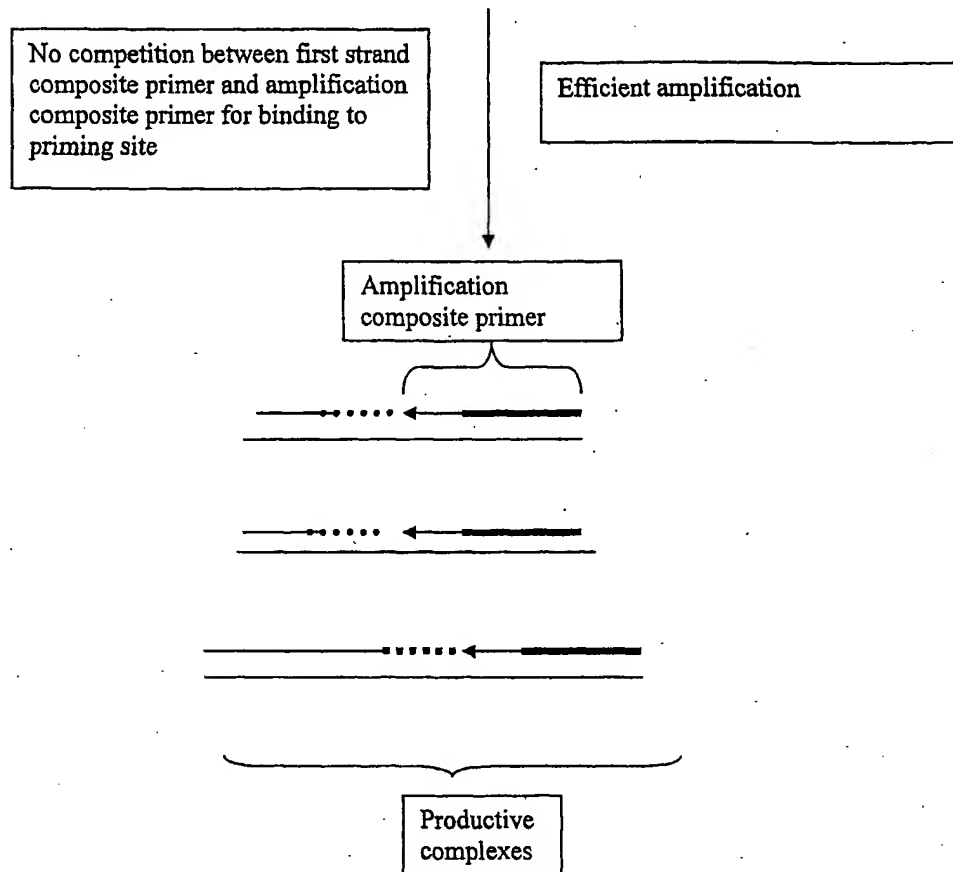 No competition between first strand
composite primer and amplification
composite primer for binding to
priming site
Efficient amplification
Amplification
composite primer
Productive
complexes